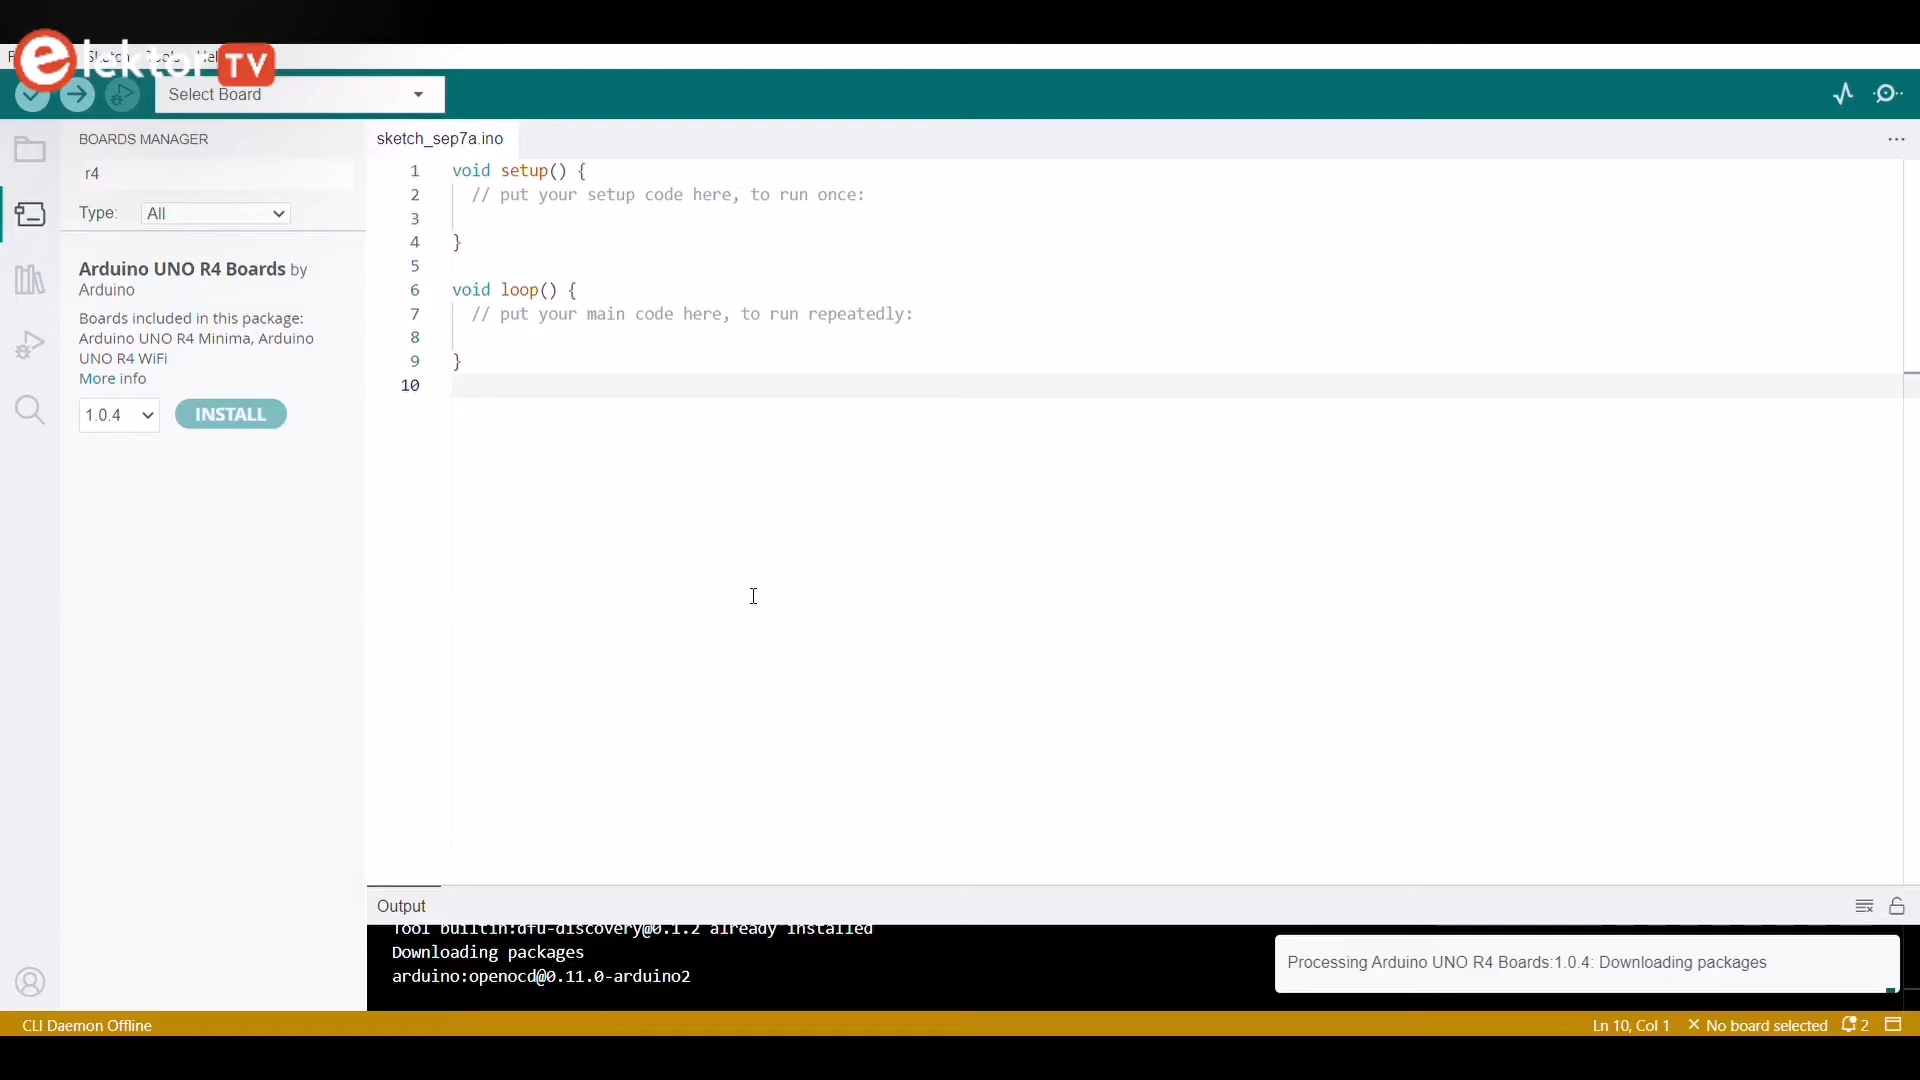 elektor TV
Select Board
BOARDS MANAGER
r4
Type: All
Arduino UNO R4 Boards by
Arduino
Boards included in this package:
Arduino UNO R4 Minima, Arduino
UNO R4 WiFi
More info
1.0.4
INSTALL
sketch_sep7a.ino
1 void setup() {
2 // put your setup code here, to run once:
3
4 }
5
6 void loop() {
7 // put your main code here, to run repeatedly:
8
9 }
10
Output
Tool builtin:dfu-discovery@0.1.2 already installed
Downloading packages
arduino:openocd@0.11.0-arduino2
Processing Arduino UNO R4 Boards:1.0.4: Downloading packages
CLI Daemon Offline
Ln 10, Col 1
No board selected
2